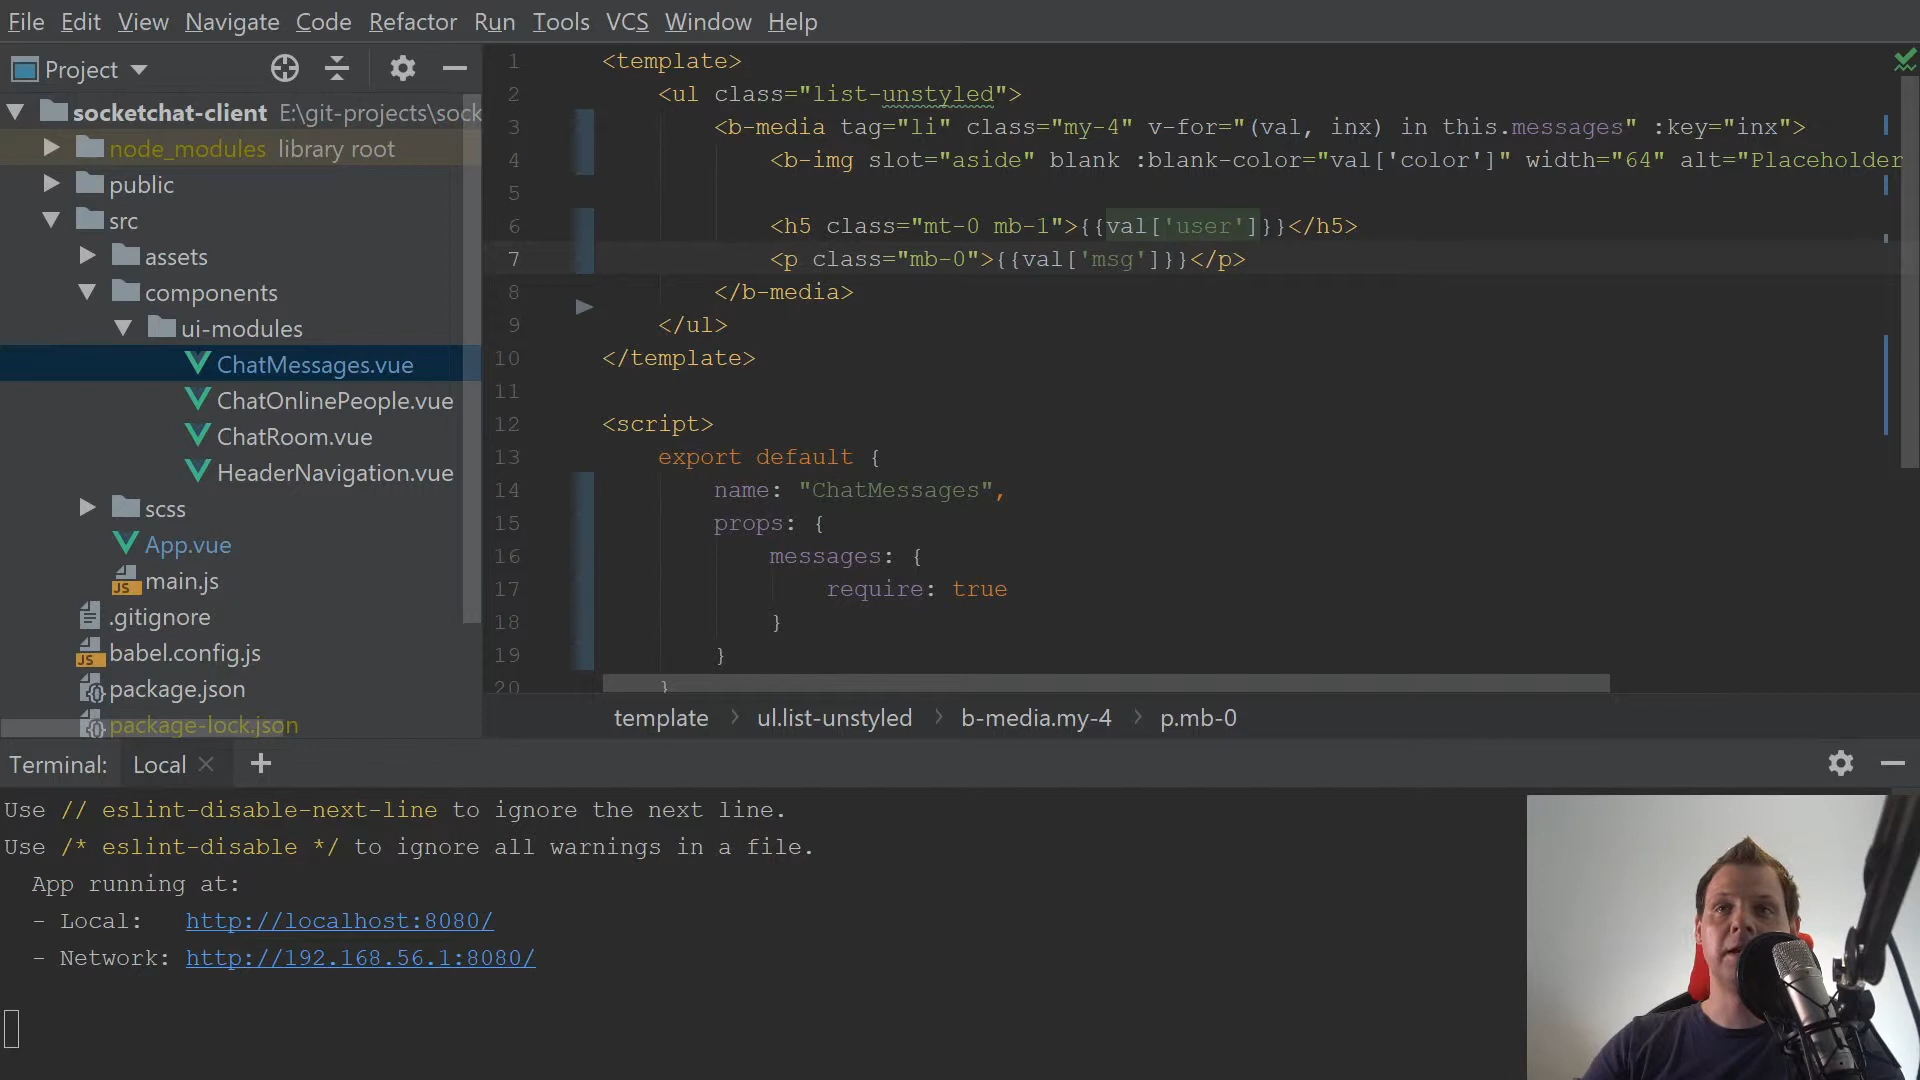 File Edit View Navigate Code Refactor Run Tools VCS Window Help
Project
socketchat-client E:\git-projects\sock
node_modules library root
public
src
assets
components
ui-modules
ChatMessages.vue
ChatOnlinePeople.vue
ChatRoom.vue
HeaderNavigation.vue
scss
App.vue
main.js
.gitignore
babel.config.js
package.json
package-lock.json
1 <template>
2 <ul class="list-unstyled">
3 <b-media tag="li" class="my-4" v-for="(val, inx) in this.messages" :key="inx">
4 <b-img slot="aside" blank :blank-color="val['color']" width="64" alt="Placeholder
5
6 <h5 class="mt-0 mb-1">{{val['user']}}</h5>
7 <p class="mb-0">{{val['msg']}}</p>
8 </b-media>
9 </ul>
10 </template>
11
12 <script>
13 export default {
14 name: "ChatMessages",
15 props: {
16 messages: {
17 require: true
18 }
19 }
20 }
template > ul.list-unstyled > b-media.my-4 > p.mb-0
Terminal: Local × +
Use // eslint-disable-next-line to ignore the next line.
Use /* eslint-disable */ to ignore all warnings in a file.
App running at:
- Local: http://localhost:8080/
- Network: http://192.168.56.1:8080/